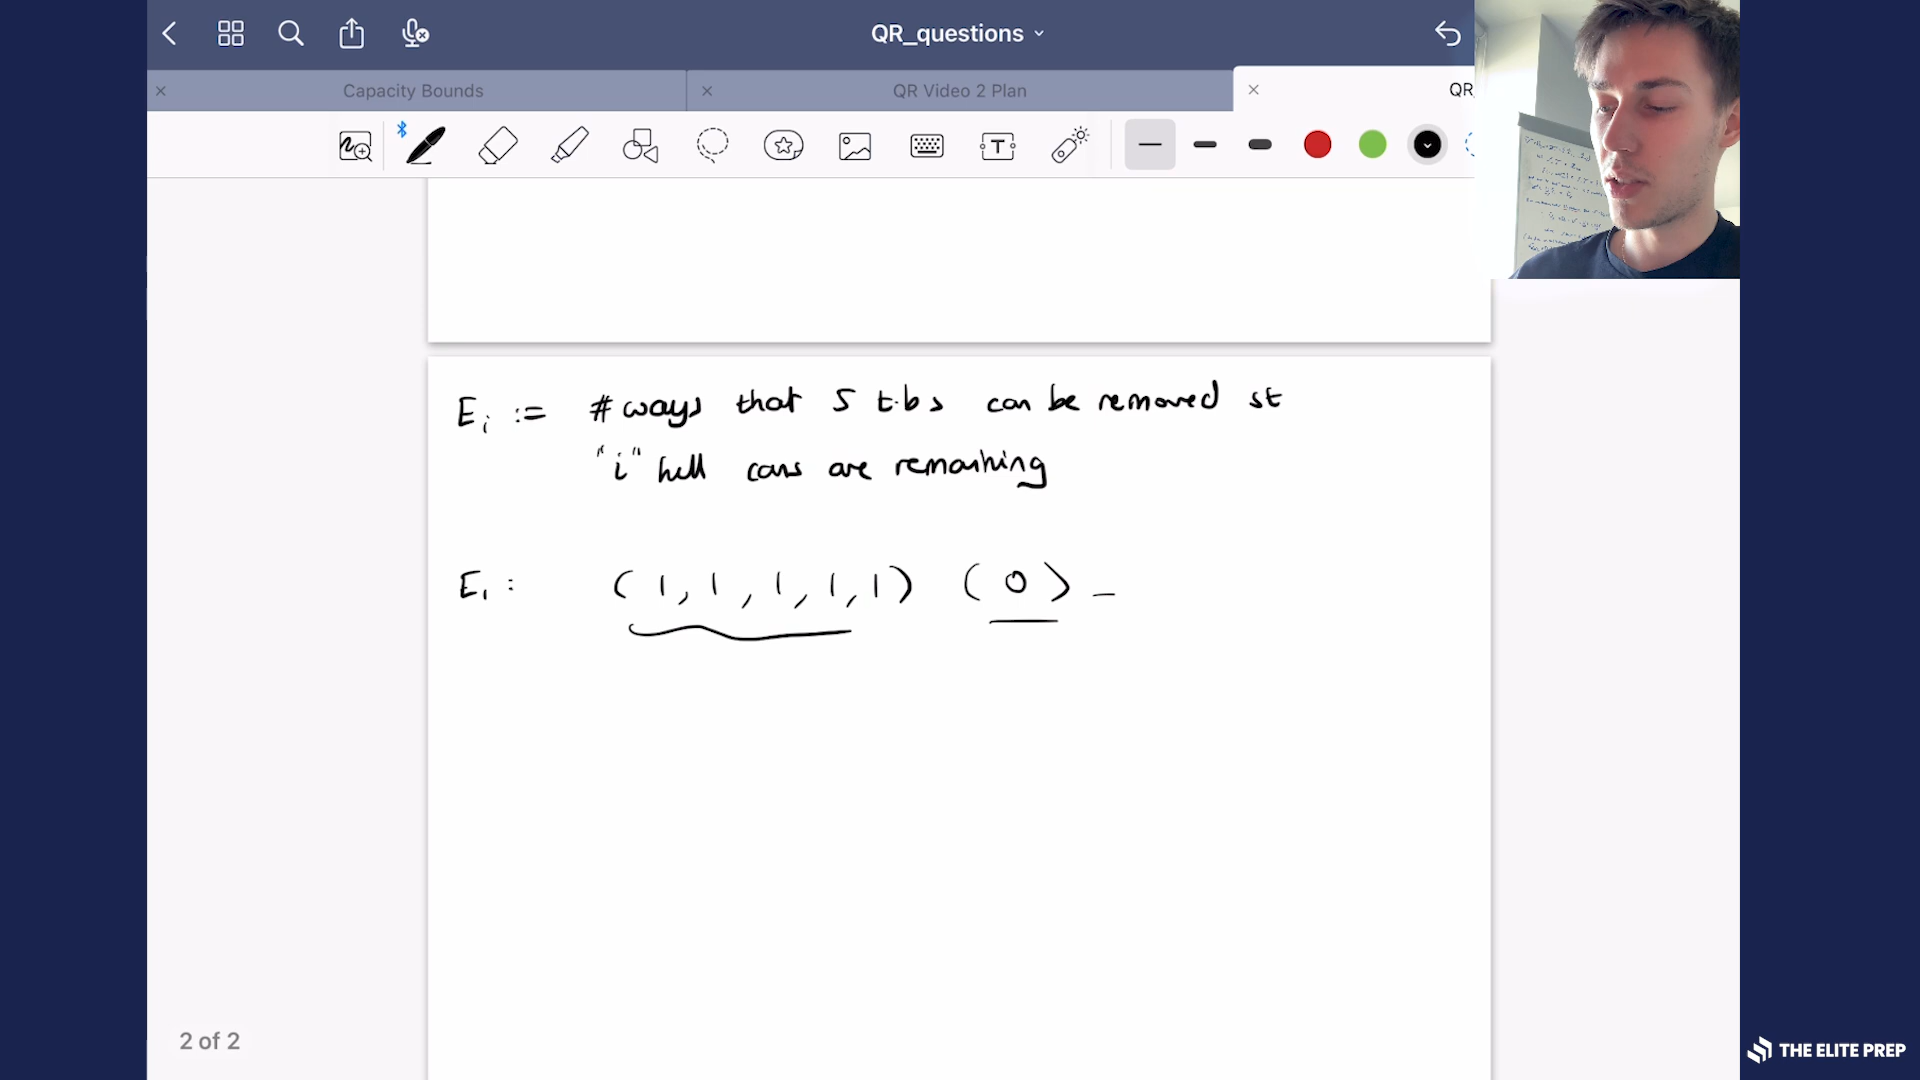 QR_questions
Capacity Bounds
QR Video 2 Plan
QR
E_i := # ways that 5 t.bs can be removed st
"i" full cans are remaining
E_1 : (1, 1, 1, 1, 1) (0) –
2 of 2
THE ELITE PREP